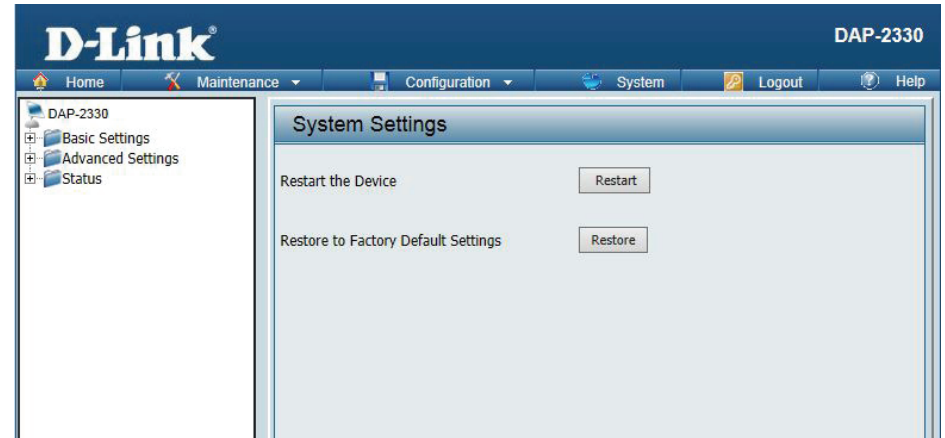 D-Link®
DAP-2330
Home Maintenance Configuration System Logout Help
DAP-2330
Basic Settings
Advanced Settings
Status
System Settings
Restart the Device Restart
Restore to Factory Default Settings Restore